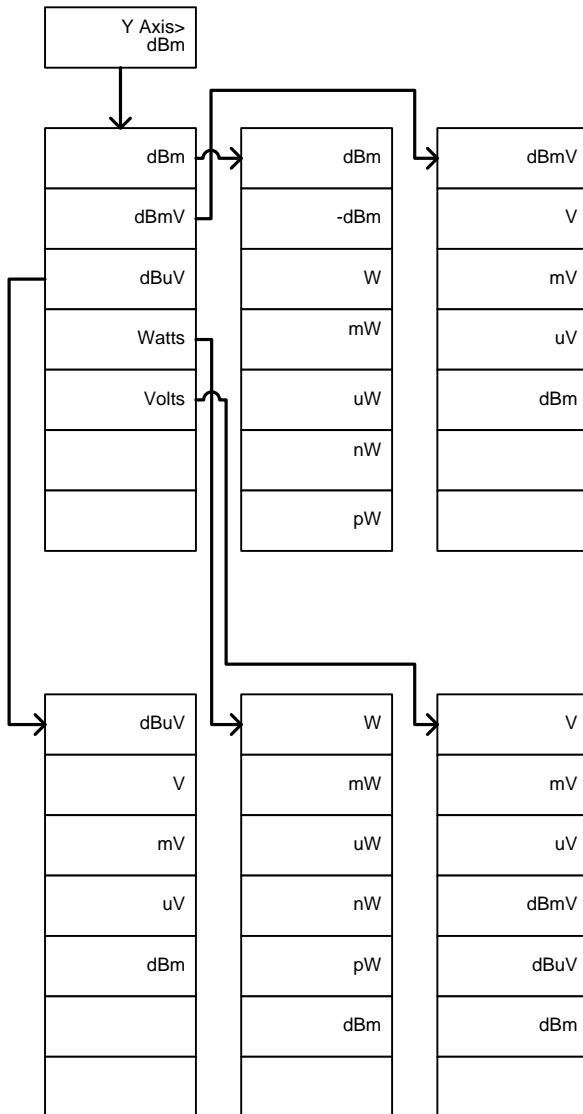 Y Axis>
dBm
dBm
dBmV
dBuV
Watts
Volts
dBm
-dBm
W
mW
uW
nW
pW
dBmV
V
mV
uV
dBm
dBuV
V
mV
uV
dBm
W
mW
uW
nW
pW
dBm
V
mV
uV
dBmV
dBuV
dBm